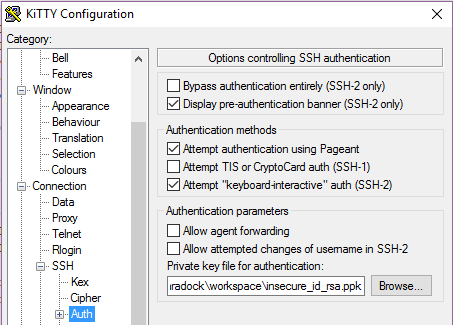 KiTTY Configuration
Category:
Bell
Features
Window
Appearance
Behaviour
Translation
Selection
Colours
Connection
Data
Proxy
Telnet
Rlogin
SSH
Kex
Cipher
Auth
Options controlling SSH authentication
Bypass authentication entirely (SSH-2 only)
Display pre-authentication banner (SSH-2 only)
Authentication methods
Attempt authentication using Pageant
Attempt TIS or CryptoCard auth (SSH-1)
Attempt "keyboard-interactive" auth (SSH-2)
Authentication parameters
Allow agent forwarding
Allow attempted changes of username in SSH-2
Private key file for authentication:
radock\workspace\insecure_id_rsa.ppk
Browse...